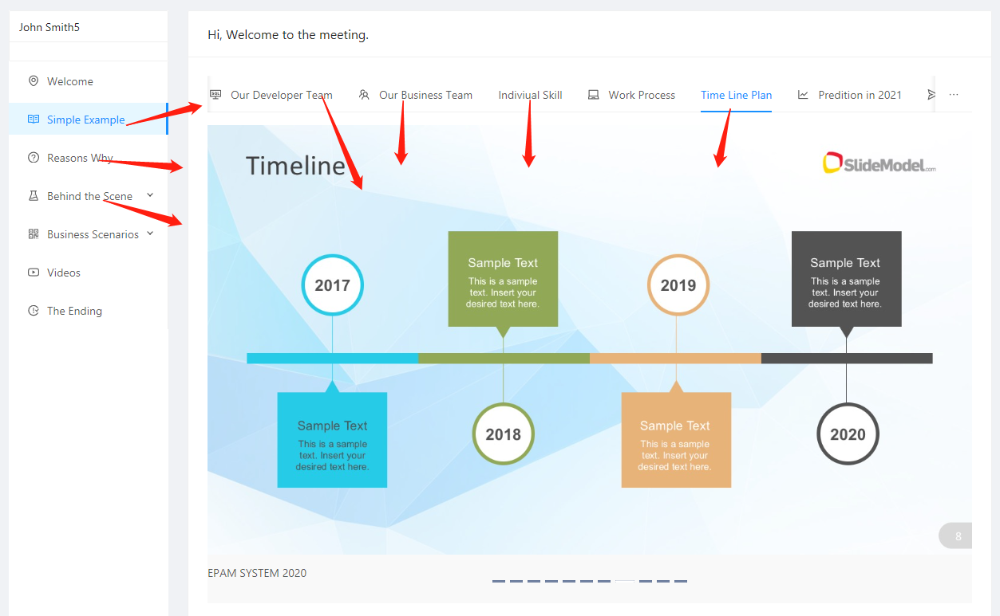 John Smith5
Hi, Welcome to the meeting.
Welcome
Simple Example
Reasons Why
Behind the Scene
Business Scenarios
Videos
The Ending
SQL
Our Developer Team
Our Business Team
Indiviual Skill
Work Process
Time Line Plan
Predition in 2021
...
Timeline
SlideModel.com
2017
Sample Text
This is a sample
text. Insert your
desired text here.
2019
Sample Text
This is a sample
text. Insert your
desired text here.
Sample Text
This is a sample
text. Insert your
desired text here.
2018
Sample Text
This is a sample
text. Insert your
desired text here.
2020
8
EPAM SYSTEM 2020